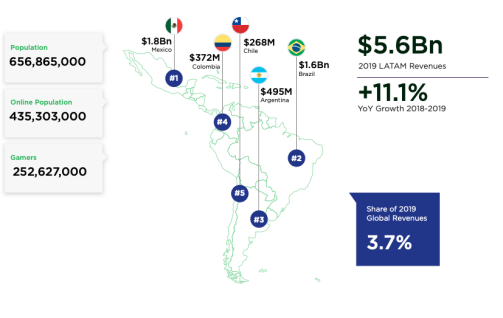 Population
656,865,000
Online Population
435,303,000
Gamers
252,627,000
$1.8Bn
Mexico
$372M
Colombia
$268M
Chile
$495M
Argentina
$1.6Bn
Brazil
#1
#4
#2
#5
#3
$5.6Bn
2019 LATAM Revenues
+11.1%
YoY Growth 2018-2019
Share of 2019
Global Revenues
3.7%